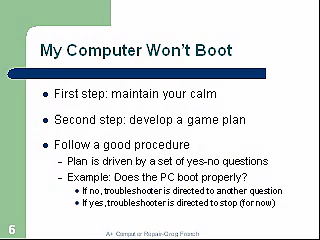 My Computer Won't Boot
● First step: maintain your calm
● Second step: develop a game plan
● Follow a good procedure
– Plan is driven by a set of yes-no questions
– Example: Does the PC boot properly?
● If no, troubleshooter is directed to another question
● If yes, troubleshooter is directed to stop (for now)
6
A+ Computer Repair-Greg French